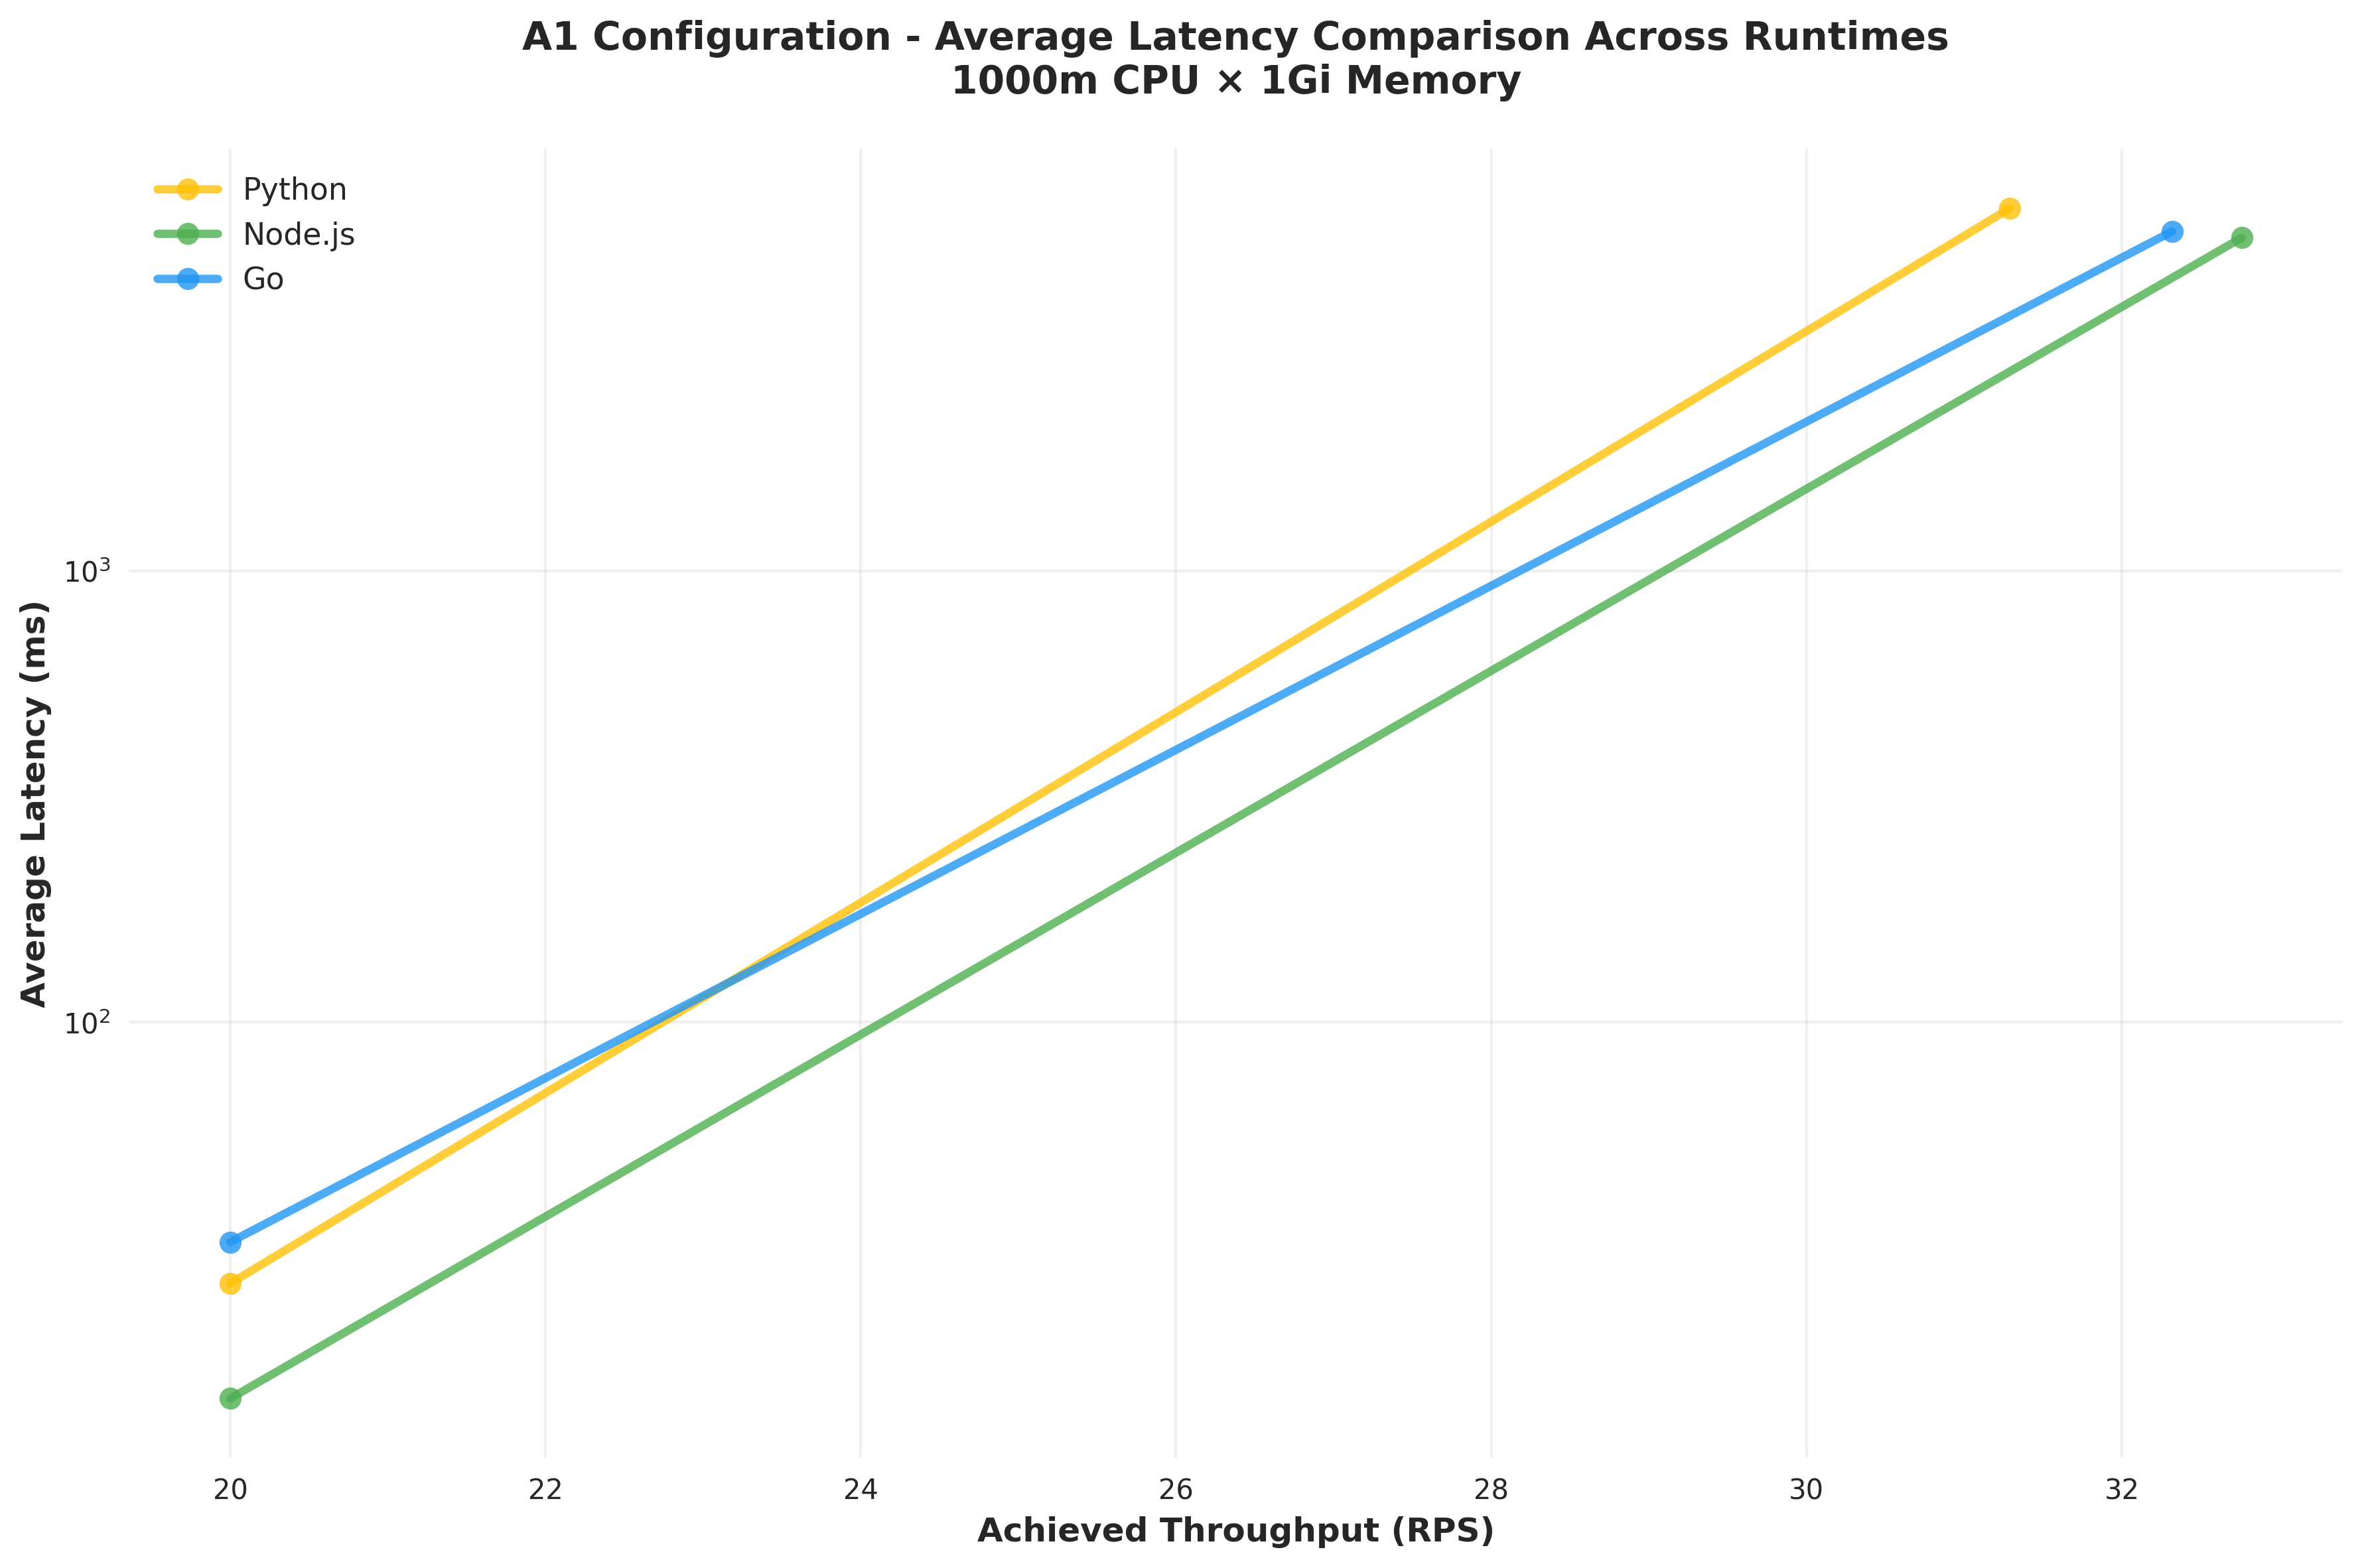 A1 Configuration - Average Latency Comparison Across Runtimes
1000m CPU × 1Gi Memory
Python
Node.js
Go
10³
10²
Average Latency (ms)
20 22 24 26 28 30 32
Achieved Throughput (RPS)